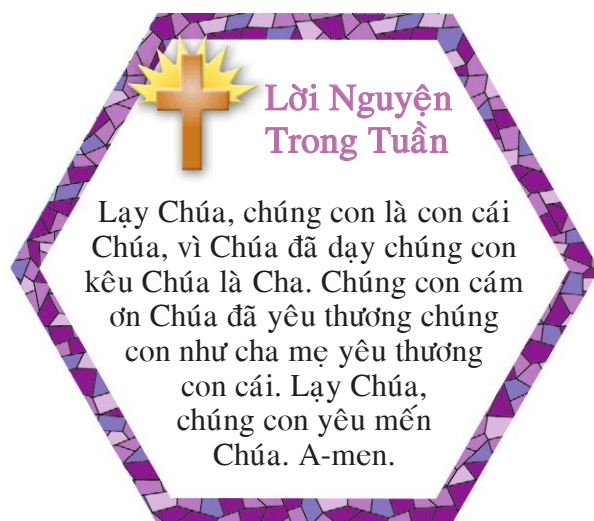 Lời Nguyện
Trong Tuần
Lạy Chúa, chúng con là con cái
Chúa, vì Chúa đã dạy chúng con
kêu Chúa là Cha. Chúng con cám
ơn Chúa đã yêu thương chúng
con như cha mẹ yêu thương
con cái. Lạy Chúa,
chúng con yêu mến
Chúa. A-men.